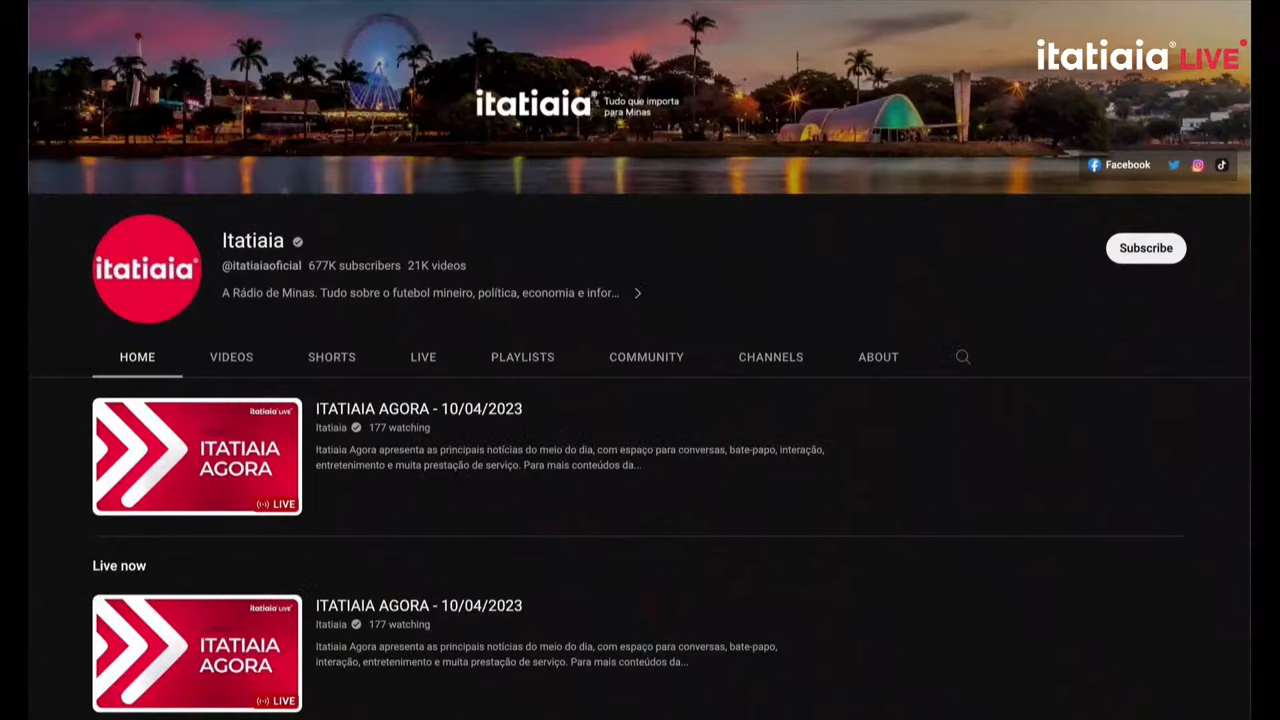 itatiaia LIVE
itatiaia Tudo que importa
para Minas
Facebook
itatiaia
Itatiaia
@itatiaiaoficial 677K subscribers 21K videos
A Rádio de Minas. Tudo sobre o futebol mineiro, política, economia e infor...
Subscribe
HOME VIDEOS SHORTS LIVE PLAYLISTS COMMUNITY CHANNELS ABOUT
itatiaia LIVE
ITATIAIA
AGORA
LIVE
ITATIAIA AGORA - 10/04/2023
Itatiaia 177 watching
Itatiaia Agora apresenta as principais notícias do meio do dia, com espaço para conversas, bate-papo, interação,
entretenimento e muita prestação de serviço. Para mais conteúdos da...
Live now
itatiaia LIVE
ITATIAIA
AGORA
LIVE
ITATIAIA AGORA - 10/04/2023
Itatiaia 177 watching
Itatiaia Agora apresenta as principais notícias do meio do dia, com espaço para conversas, bate-papo,
interação, entretenimento e muita prestação de serviço. Para mais conteúdos da...